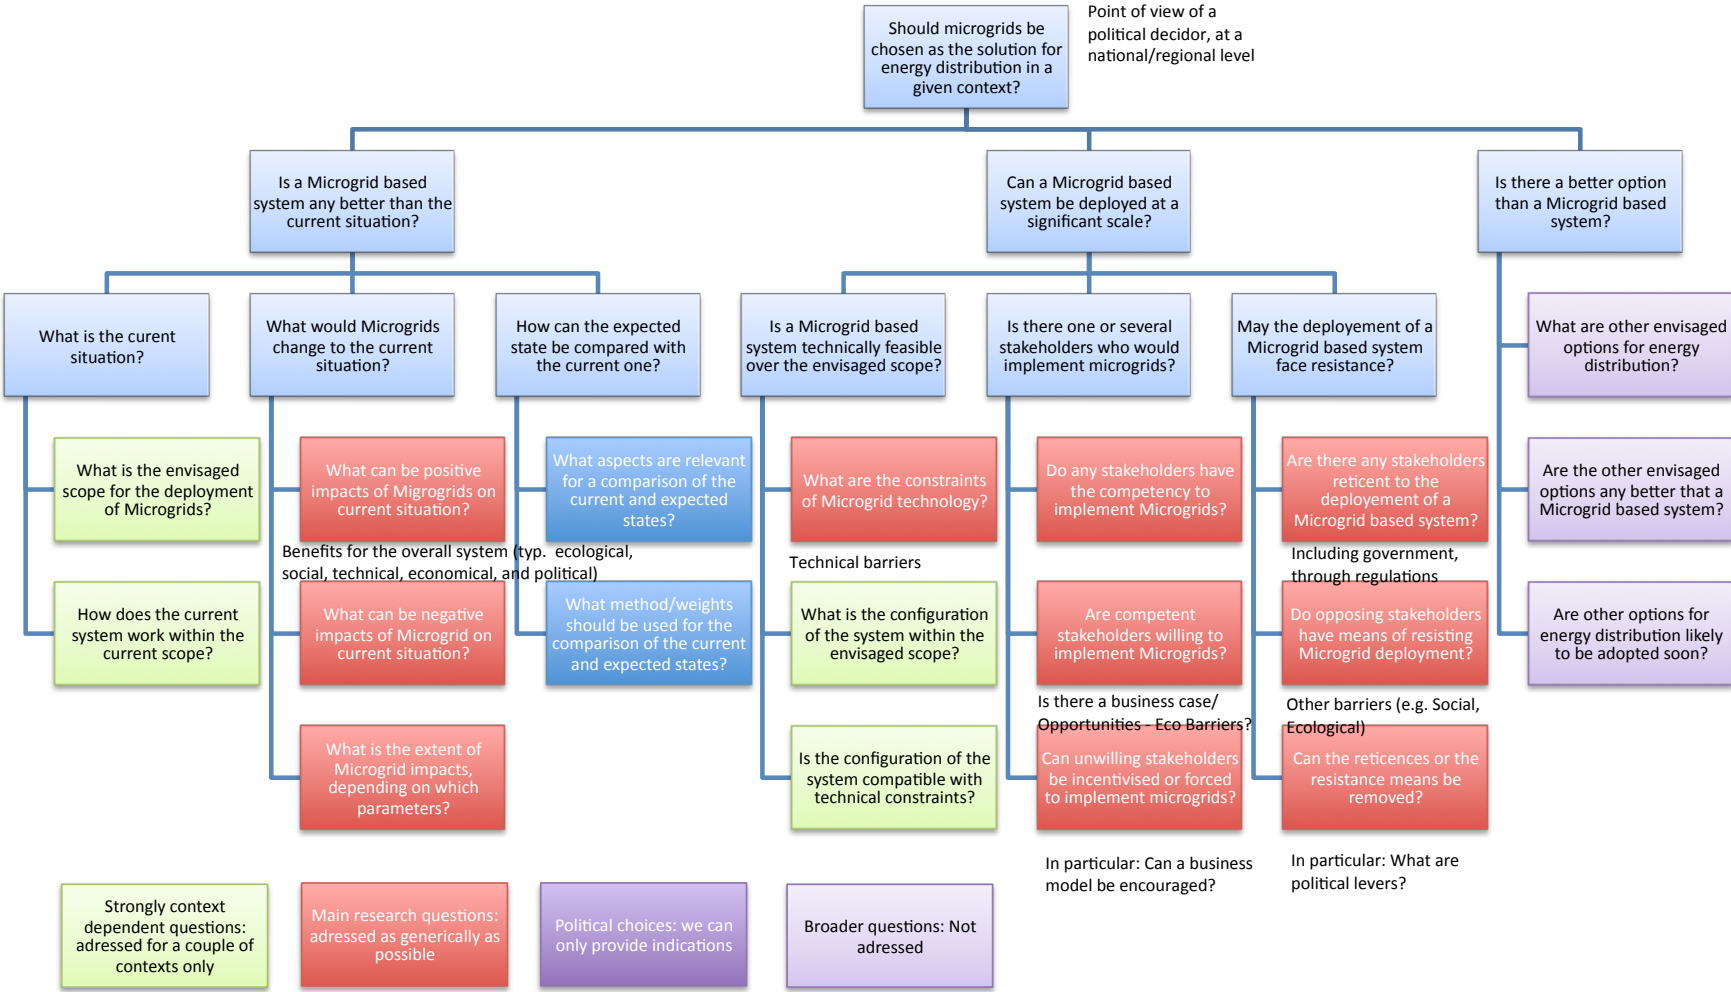 Should microgrids be
chosen as the solution for
energy distribution in a
given context?
Point of view of a
political decidor, at a
national/regional level
Is a Microgrid based
system any better than the
current situation?
Can a Microgrid based
system be deployed at a
significant scale?
Is there a better option
than a Microgrid based
system?
What is the curent
situation?
What would Microgrids
change to the current
situation?
How can the expected
state be compared with
the current one?
Is a Microgrid based
system technically feasible
over the envisaged scope?
Is there one or several
stakeholders who would
implement microgrids?
May the deployement of a
Microgrid based system
face resistance?
What are other envisaged
options for energy
distribution?
What is the envisaged
scope for the deployment
of Microgrids?
What can be positive
impacts of Migrogrids on
current situation?
What aspects are relevant
for a comparison of the
current and expected
states?
What are the constraints
of Microgrid technology?
Do any stakeholders have
the competency to
implement Microgrids?
Are there any stakeholders
reticent to the
deployement of a
Microgrid based system?
Are the other envisaged
options any better that a
Microgrid based system?
Benefits for the overall system (typ. ecological,
social, technical, economical, and political)
Technical barriers
Including government,
through regulations
How does the current
system work within the
current scope?
What can be negative
impacts of Microgrid on
current situation?
What method/weights
should be used for the
comparison of the current
and expected states?
What is the configuration
of the system within the
envisaged scope?
Are competent
stakeholders willing to
implement Microgrids?
Do opposing stakeholders
have means of resisting
Microgrid deployment?
Are other options for
energy distribution likely
to be adopted soon?
Is there a business case/
Opportunities - Eco Barriers?
Other barriers (e.g. Social,
Ecological)
What is the extent of
Microgrid impacts,
depending on which
parameters?
Is the configuration of the
system compatible with
technical constraints?
Can unwilling stakeholders
be incentivised or forced
to implement microgrids?
Can the reticences or the
resistance means be
removed?
In particular: Can a business
model be encouraged?
In particular: What are
political levers?
Strongly context
dependent questions:
adressed for a couple of
contexts only
Main research questions:
adressed as generically as
possible
Political choices: we can
only provide indications
Broader questions: Not
adressed